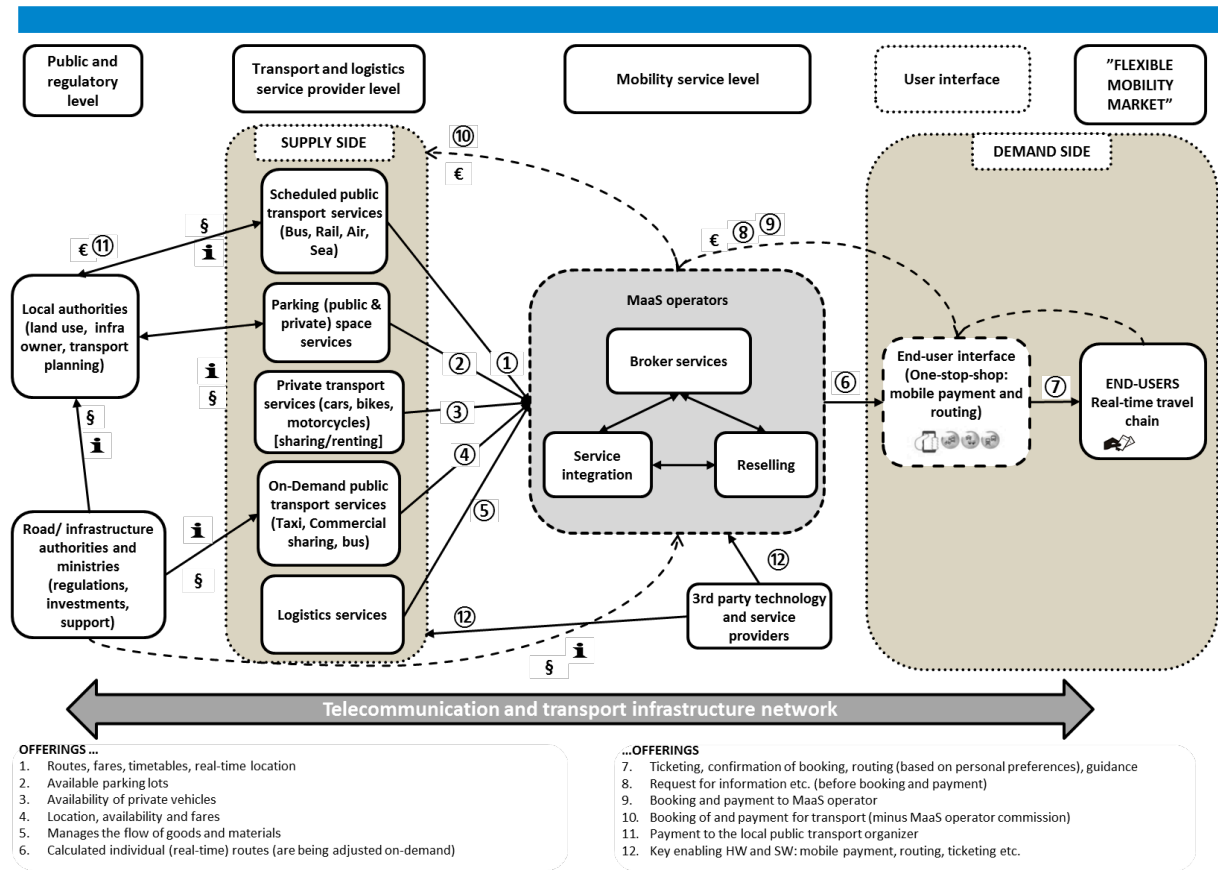 Public and
regulatory
level
Transport and logistics
service provider level
Mobility service level
User interface
”FLEXIBLE
MOBILITY
MARKET”
SUPPLY SIDE
⑩
€
DEMAND SIDE
Scheduled public
transport services
(Bus, Rail, Air,
Sea)
§
i
€ ⑪
€ ⑧ ⑨
Local authorities
(land use, infra
owner, transport
planning)
Parking (public &
private) space
services
②
①
MaaS operators
Broker services
Service
integration
Reselling
⑥
End-user interface
(One-stop-shop:
mobile payment and
routing)
⑦
END-USERS
Real-time travel
chain
i
§
Private transport
services (cars, bikes,
motorcycles)
[sharing/renting]
③
§
i
④
On-Demand public
transport services
(Taxi, Commercial
sharing, bus)
⑤
Road/ infrastructure
authorities and
ministries
(regulations,
investments,
support)
i
§
Logistics services
⑫
⑫
3rd party technology
and service
providers
i
§
Telecommunication and transport infrastructure network
OFFERINGS ...
1. Routes, fares, timetables, real-time location
2. Available parking lots
3. Availability of private vehicles
4. Location, availability and fares
5. Manages the flow of goods and materials
6. Calculated individual (real-time) routes (are being adjusted on-demand)
...OFFERINGS
7. Ticketing, confirmation of booking, routing (based on personal preferences), guidance
8. Request for information etc. (before booking and payment)
9. Booking and payment to MaaS operator
10. Booking of and payment for transport (minus MaaS operator commission)
11. Payment to the local public transport organizer
12. Key enabling HW and SW: mobile payment, routing, ticketing etc.